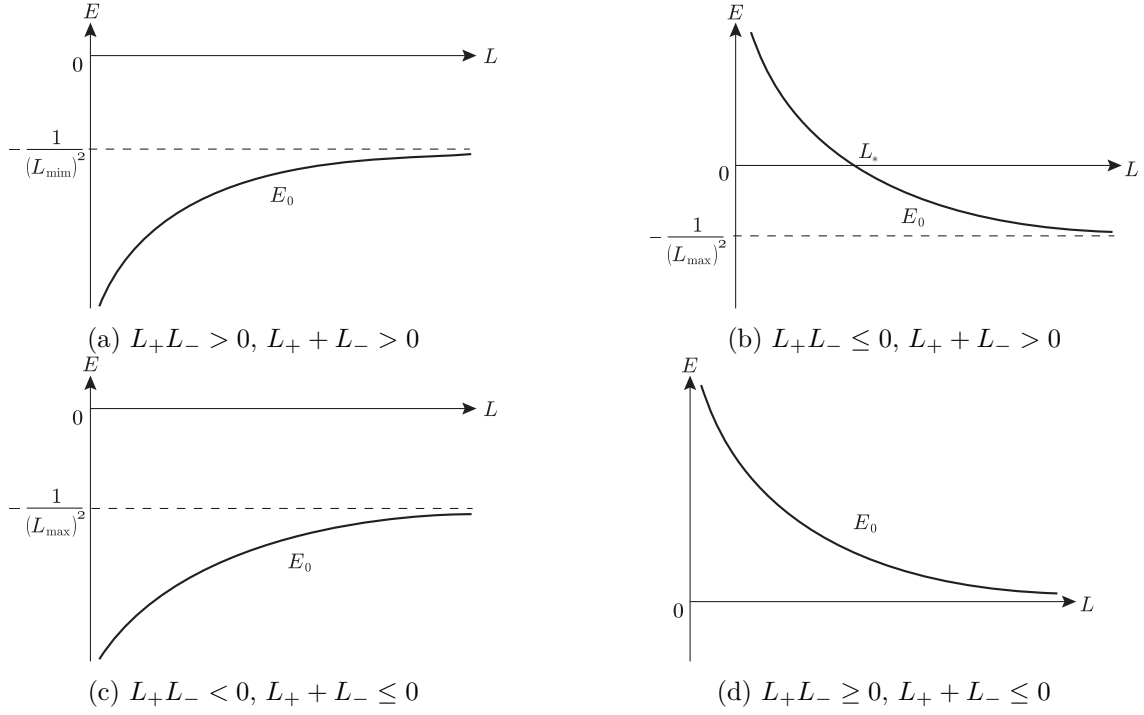 E
0
L
− 1/(L_mim)^2
E_0
(a) L_+L_− > 0, L_+ + L_− > 0
E
L_*
0
L
E_0
− 1/(L_max)^2
(b) L_+L_− ≤ 0, L_+ + L_− > 0
E
0
L
− 1/(L_max)^2
E_0
(c) L_+L_− < 0, L_+ + L_− ≤ 0
E
E_0
0
L
(d) L_+L_− ≥ 0, L_+ + L_− ≤ 0